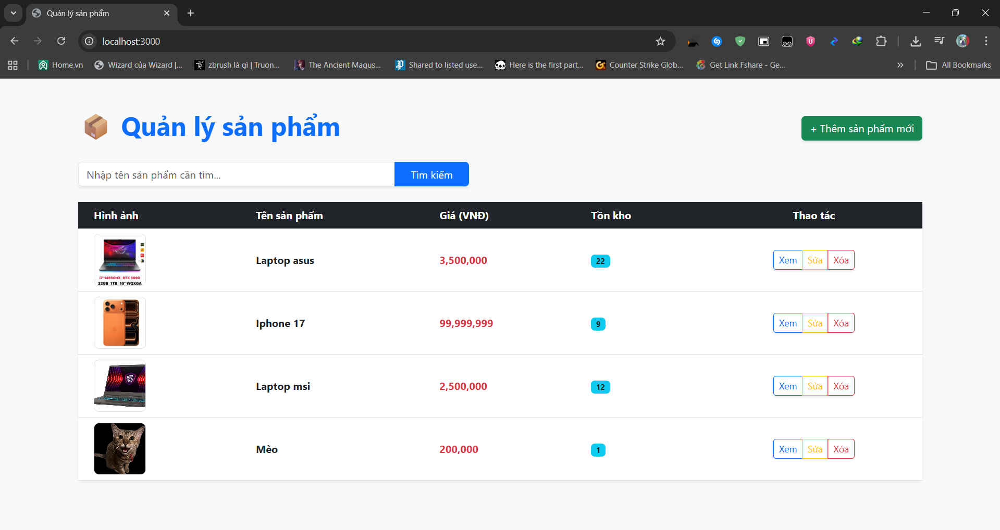 Quản lý sản phẩm
localhost:3000
Home.vn
Wizard của Wizard |...
zbrush là gì | Truon...
The Ancient Magus...
Shared to listed use...
Here is the first part...
Counter Strike Glob...
Get Link Fshare - Ge...
All Bookmarks
Quản lý sản phẩm
+ Thêm sản phẩm mới
Nhập tên sản phẩm cần tìm...
Tìm kiếm
Hình ảnh Tên sản phẩm Giá (VNĐ) Tồn kho Thao tác
i7-14650HX RTX 5060
32GB 1TB 16" WQXGA
Laptop asus 3,500,000 22 Xem Sửa Xóa
Iphone 17 99,999,999 9 Xem Sửa Xóa
Laptop msi 2,500,000 12 Xem Sửa Xóa
Mèo 200,000 1 Xem Sửa Xóa